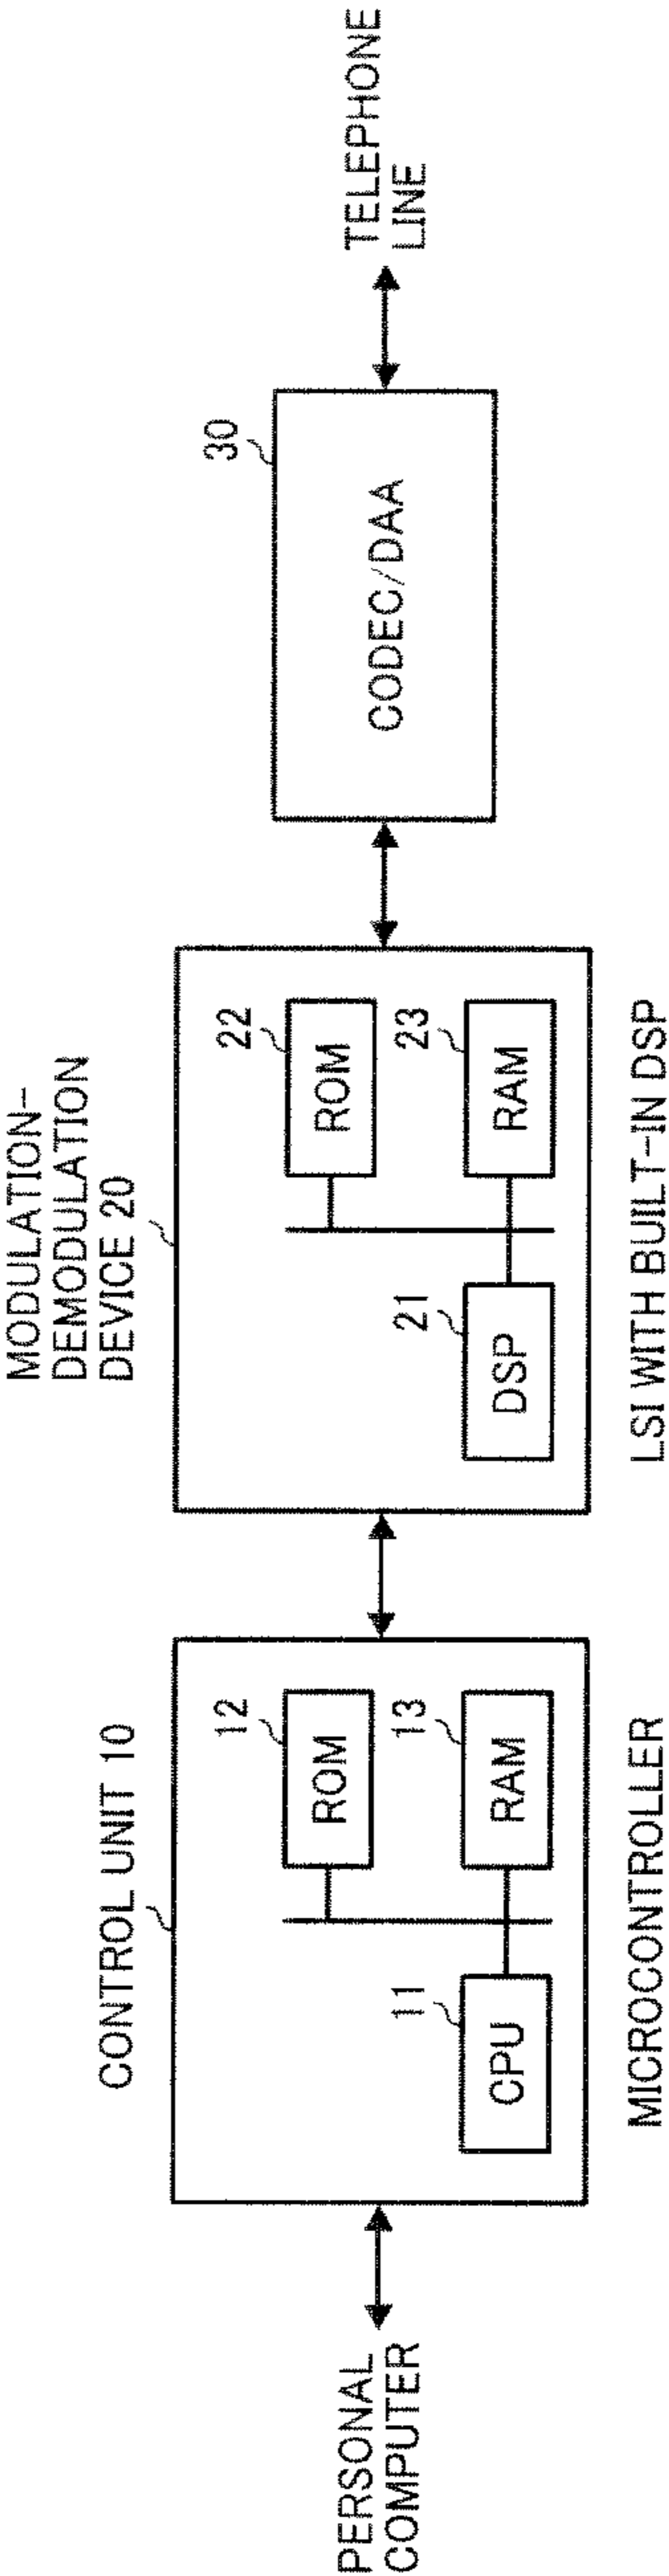 PERSONAL
COMPUTER
CONTROL UNIT 10
12
ROM
11
CPU
13
RAM
MICROCONTROLLER
MODULATION-
DEMODULATION
DEVICE 20
22
ROM
21
DSP
23
RAM
LSI WITH BUILT-IN DSP
30
CODEC/DAA
TELEPHONE
LINE